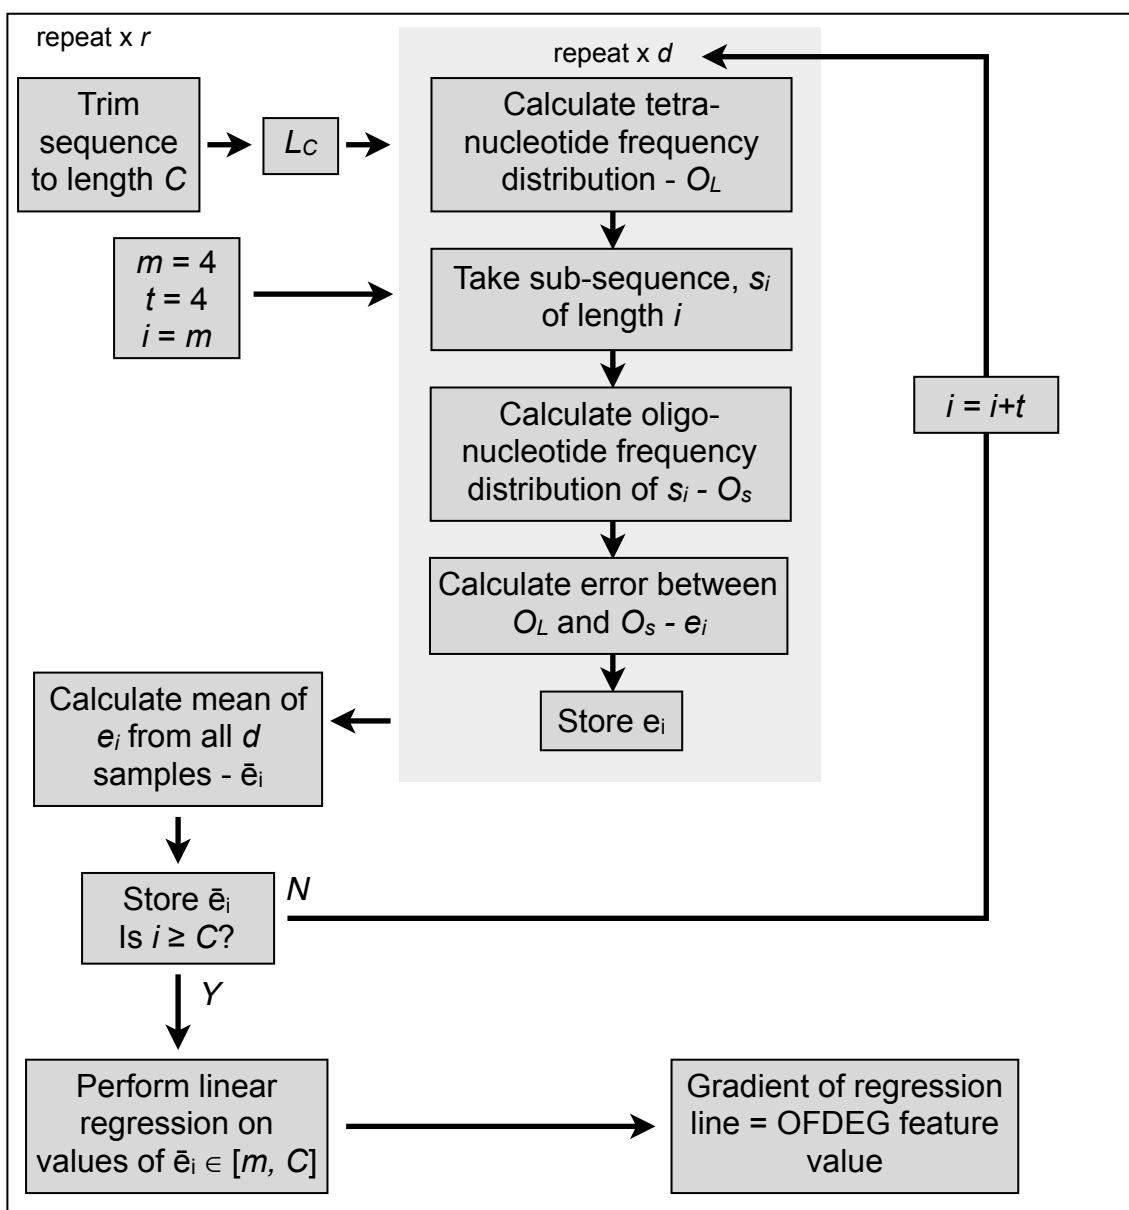 repeat x r
repeat x d
Trim
sequence
to length C
L_C
Calculate tetra-
nucleotide frequency
distribution - O_L
m = 4
t = 4
i = m
Take sub-sequence, s_i
of length i
Calculate oligo-
nucleotide frequency
distribution of s_i - O_s
i = i+t
Calculate error between
O_L and O_s - e_i
Store e_i
Calculate mean of
e_i from all d
samples - ē_i
Store ē_i
Is i ≥ C?
N
Y
Perform linear
regression on
values of ē_i ∈ [m, C]
Gradient of regression
line = OFDEG feature
value